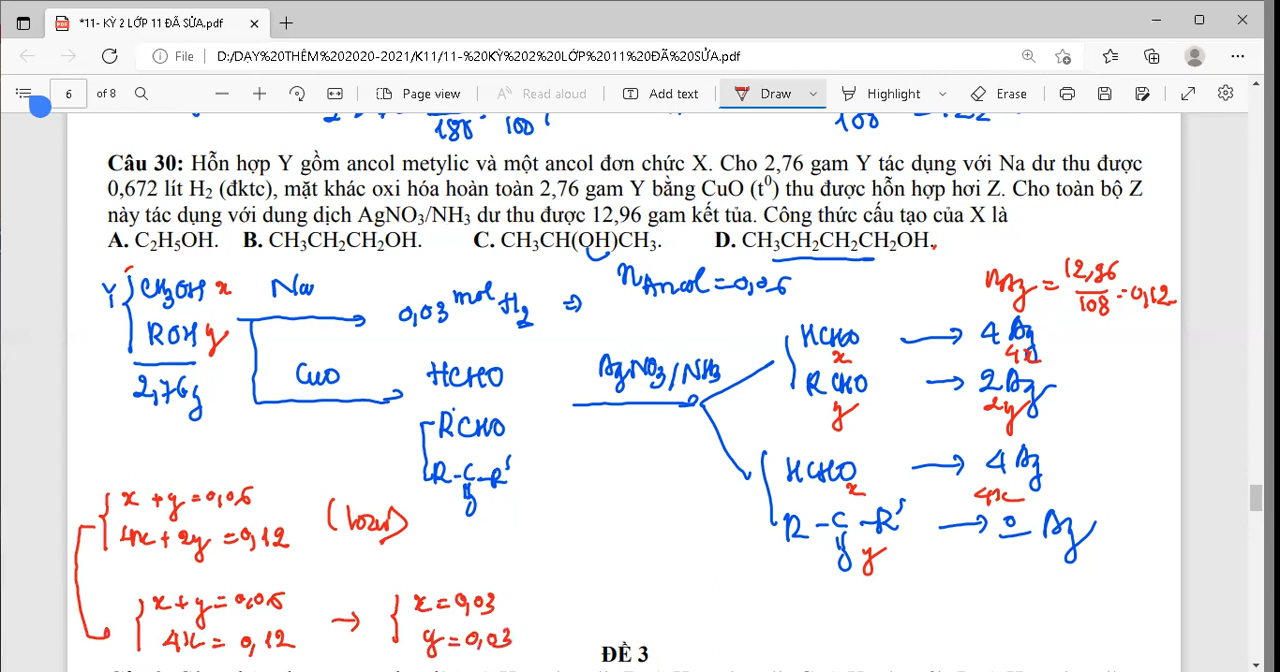 *11- KỲ 2 LỚP 11 ĐÃ SỬA.pdf
File D:/DẠY%20THÊM%202020-2021/K11/11-%20KỲ%202%20LỚP%2011%20ĐÃ%20SỬA.pdf
6 of 8 Page view Read aloud Add text Draw Highlight Erase
180 100
108
Câu 30: Hỗn hợp Y gồm ancol metylic và một ancol đơn chức X. Cho 2,76 gam Y tác dụng với Na dư thu được
0,672 lít H₂ (đktc), mặt khác oxi hóa hoàn toàn 2,76 gam Y bằng CuO (t⁰) thu được hỗn hợp hơi Z. Cho toàn bộ Z
này tác dụng với dung dịch AgNO₃/NH₃ dư thu được 12,96 gam kết tủa. Công thức cấu tạo của X là
A. C₂H₅OH. B. CH₃CH₂CH₂OH. C. CH₃CH(OH)CH₃. D. CH₃CH₂CH₂CH₂OH.
Y { CH₃OH x Na 0,03 mol H₂ ⇒ nAncol = 0,06 nAg = 12,96/108 = 0,12
ROH y
2,76g
CuO HCHO AgNO₃/NH₃ HCHO → 4Ag
x 4x
R'CHO RCHO → 2Ag
y 2y
R-C-R' HCHO → 4Ag
x 4x
R-C-R' → 0 Ag
y
x + y = 0,06
4x + 2y = 0,12 (loại)
x + y = 0,06 → x = 0,03
4x = 0,12 y = 0,03
ĐỀ 3